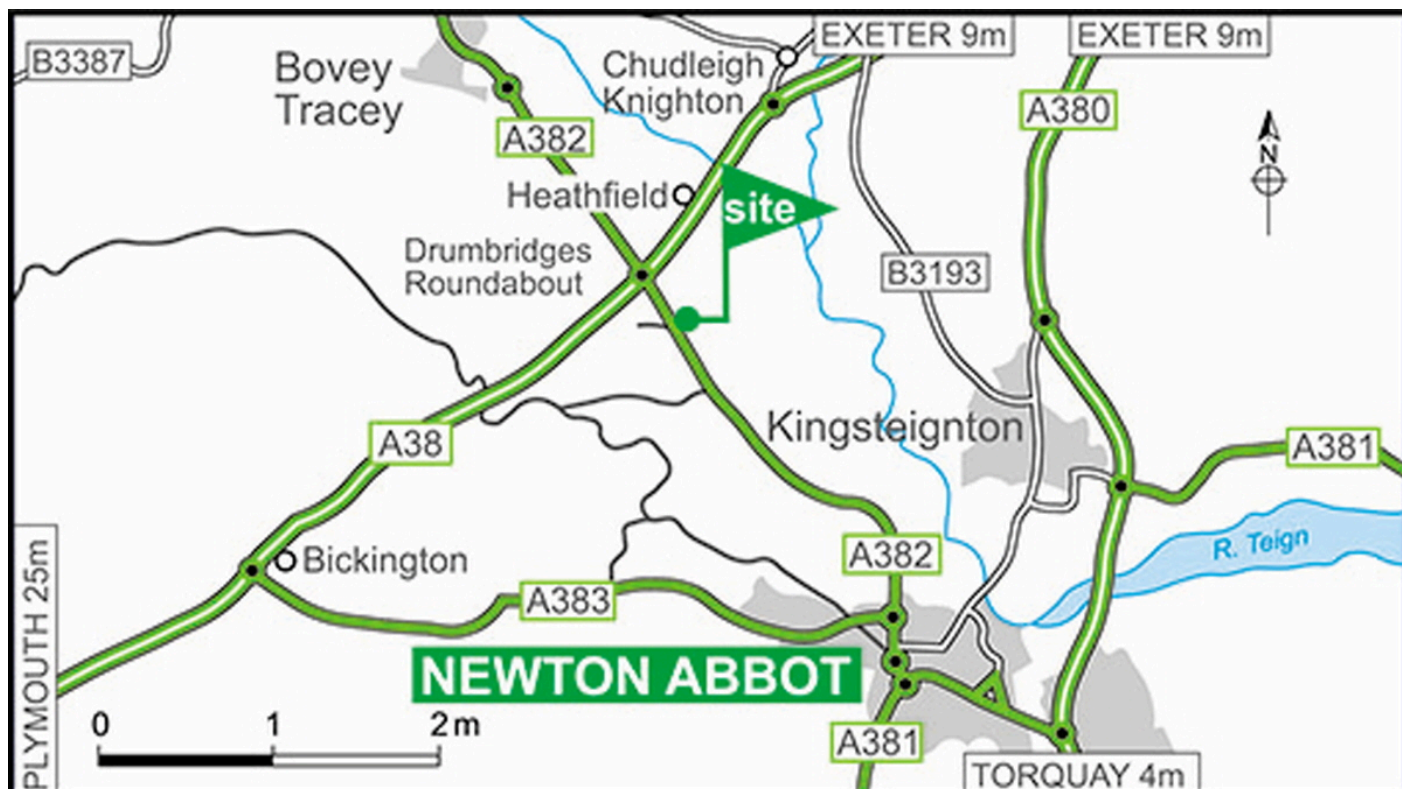 EXETER 9m
EXETER 9m
B3387
Bovey
Tracey
Chudleigh
Knighton
A382
A380
N
Heathfield
site
Drumbridges
Roundabout
B3193
A38
Kingsteignton
A381
R. Teign
A382
Bickington
A383
PLYMOUTH 25m
NEWTON ABBOT
0 1 2 m
A381
TORQUAY 4m